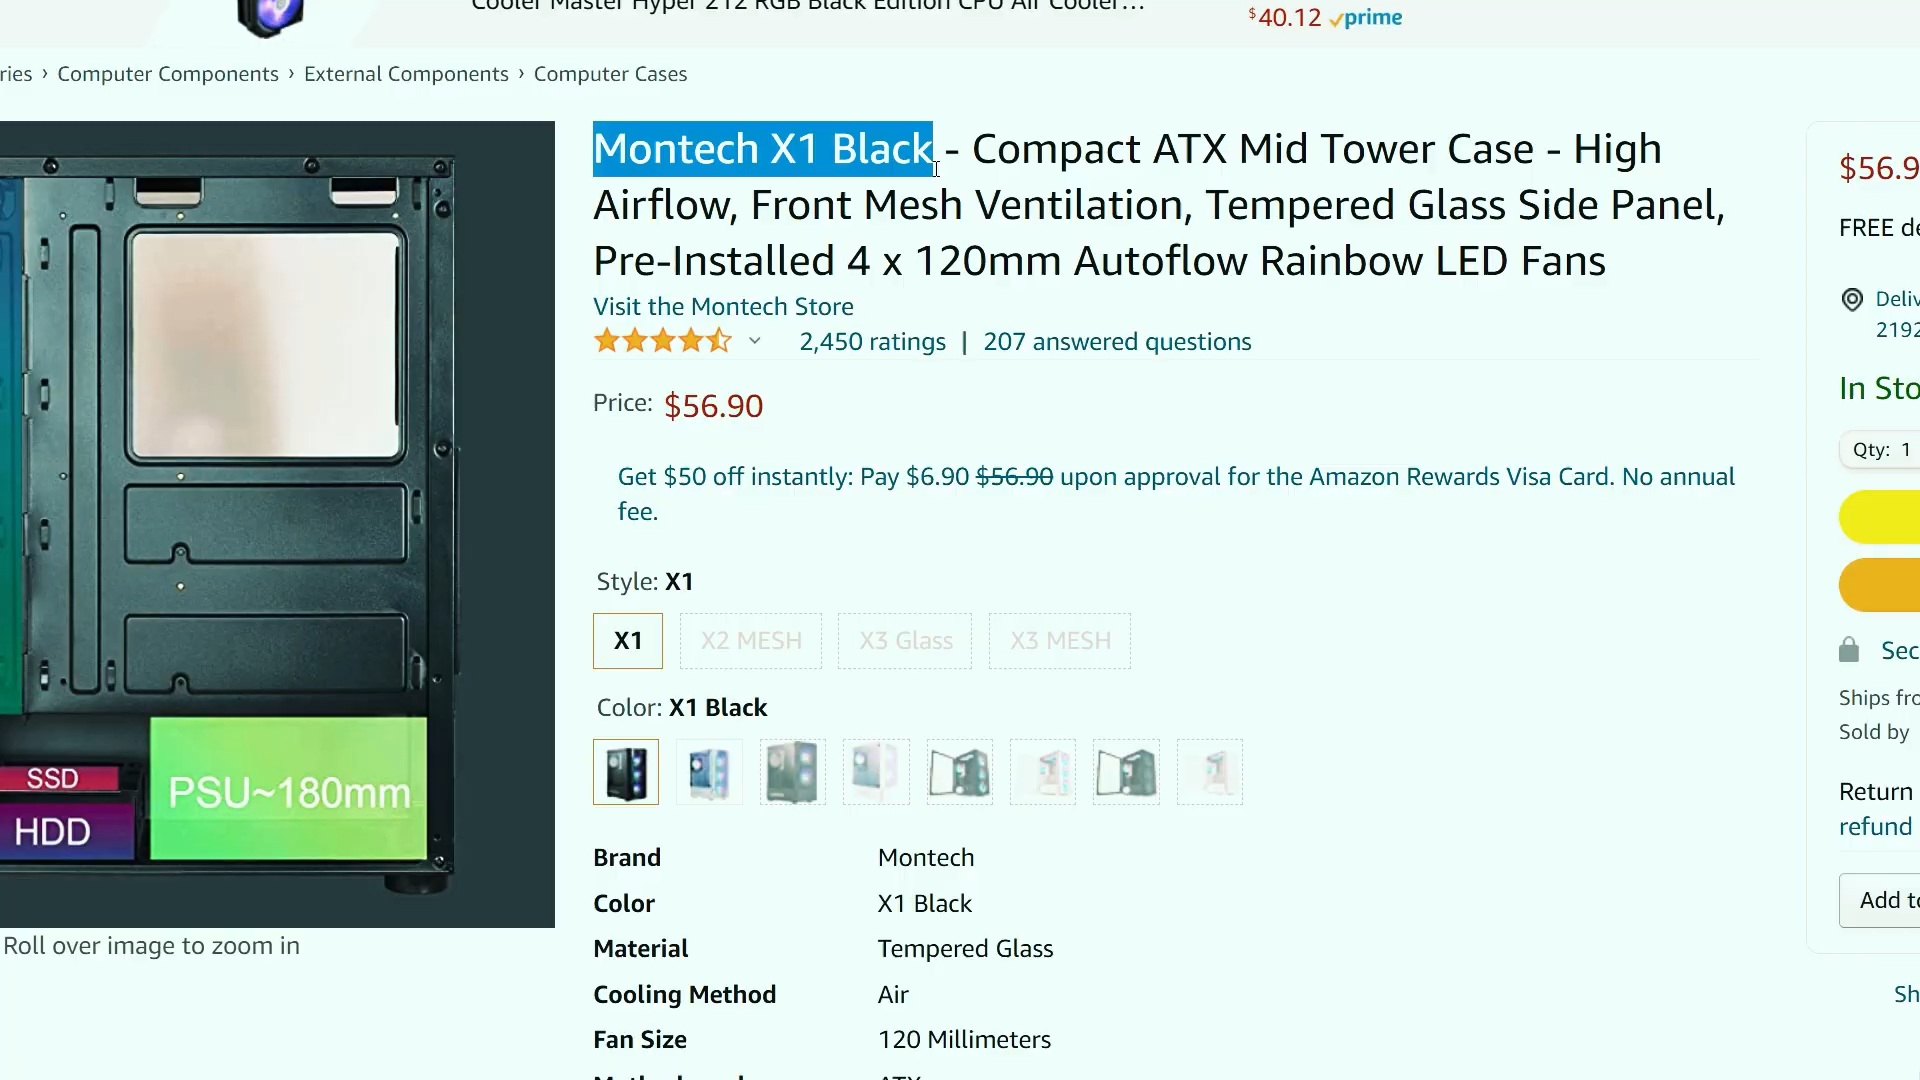 Cooler Master Hyper 212 RGB Black Edition CPU Air Cooler...
$40.12 prime
ries › Computer Components › External Components › Computer Cases
Montech X1 Black - Compact ATX Mid Tower Case - High
Airflow, Front Mesh Ventilation, Tempered Glass Side Panel,
Pre-Installed 4 x 120mm Autoflow Rainbow LED Fans
Visit the Montech Store
2,450 ratings | 207 answered questions
Price: $56.90
Get $50 off instantly: Pay $6.90 $56.90 upon approval for the Amazon Rewards Visa Card. No annual
fee.
Style: X1
X1 X2 MESH X3 Glass X3 MESH
Color: X1 Black
Brand Montech
Color X1 Black
Material Tempered Glass
Cooling Method Air
Fan Size 120 Millimeters
SSD
HDD
PSU~180mm
Roll over image to zoom in
$56.9
FREE de
Deliv
2192
In Sto
Qty: 1
Sec
Ships fro
Sold by
Return
refund
Add to
Sh